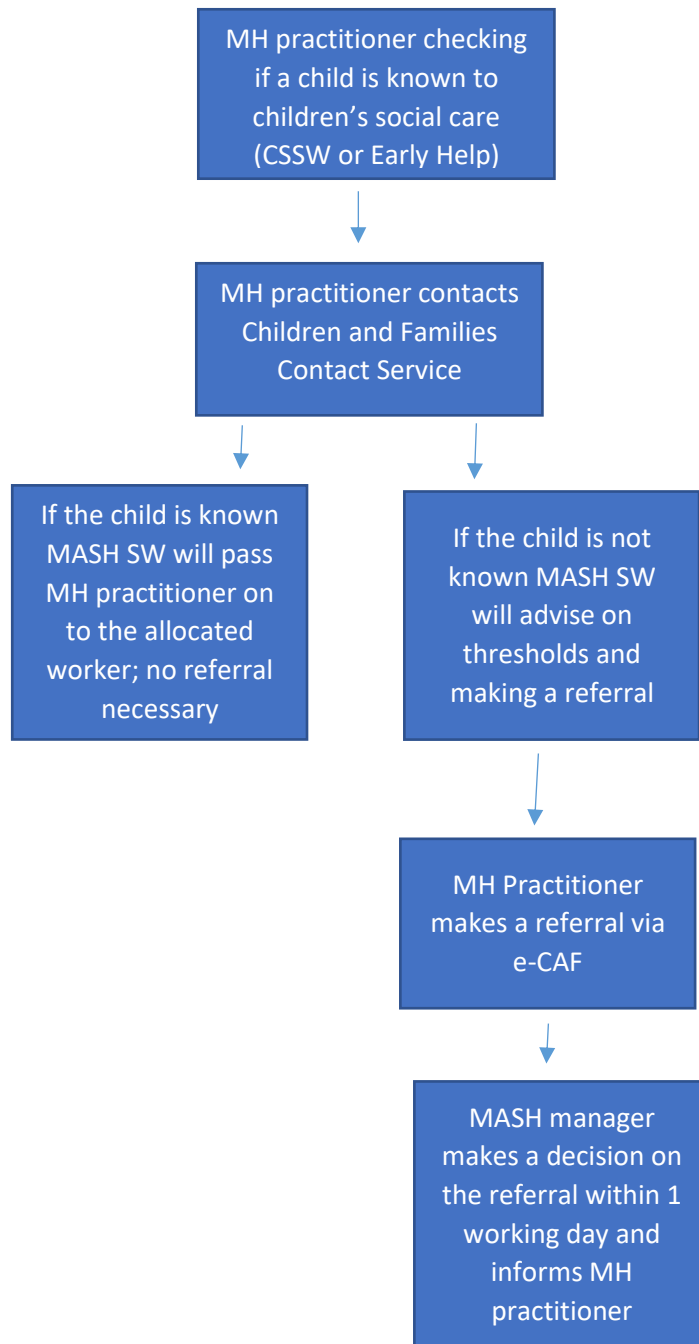 MH practitioner checking
if a child is known to
children’s social care
(CSSW or Early Help)
MH practitioner contacts
Children and Families
Contact Service
If the child is known
MASH SW will pass
MH practitioner on
to the allocated
worker; no referral
necessary
If the child is not
known MASH SW
will advise on
thresholds and
making a referral
MH Practitioner
makes a referral via
e-CAF
MASH manager
makes a decision on
the referral within 1
working day and
informs MH
practitioner